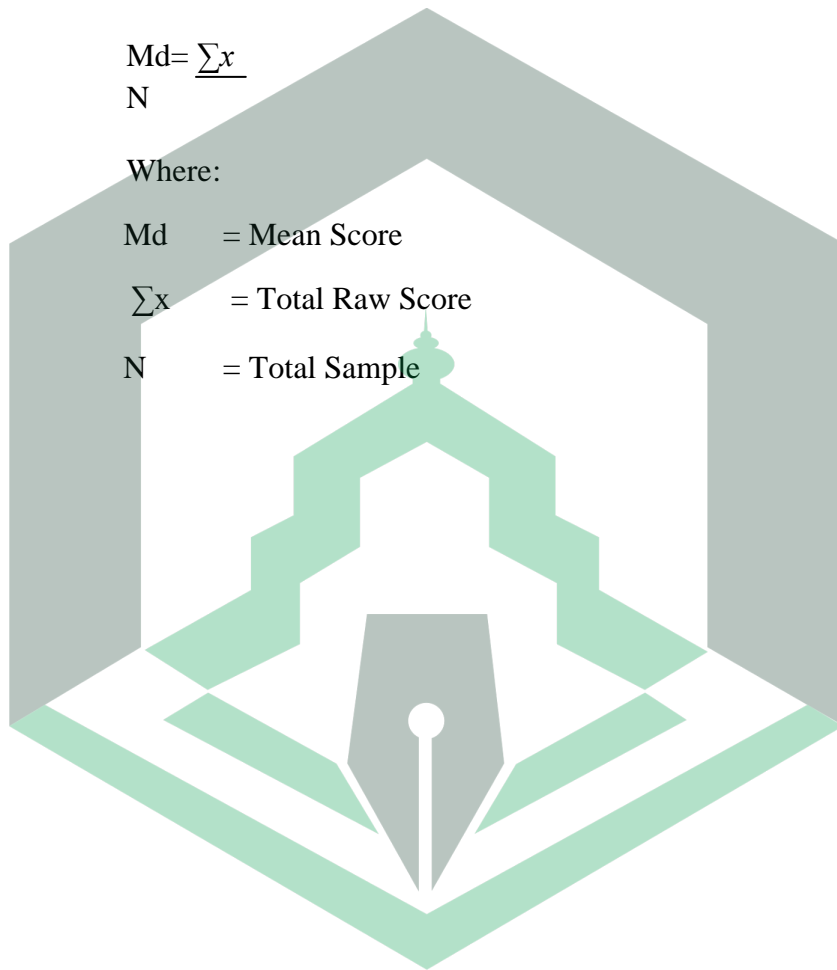 Md= ∑x
N
Where:
Md = Mean Score
∑x = Total Raw Score
N = Total Sample